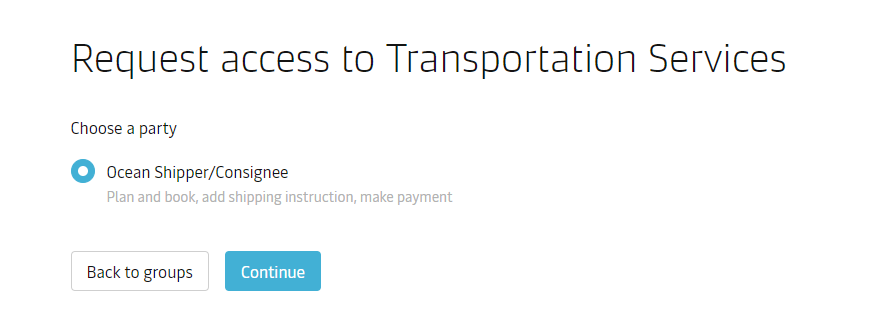 Request access to Transportation Services
Choose a party
Ocean Shipper/Consignee
Plan and book, add shipping instruction, make payment
Back to groups
Continue